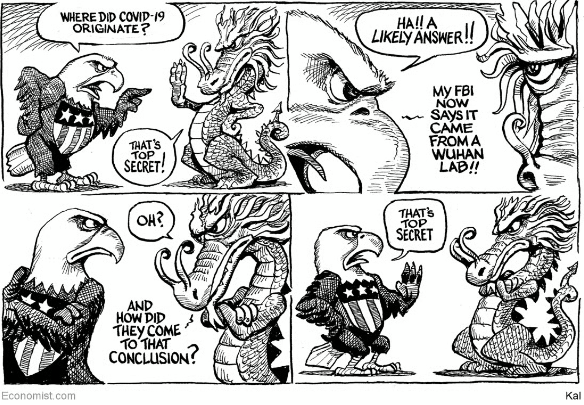 WHERE DID COVID-19
ORIGINATE?
THAT'S
TOP
SECRET!
HA!! A
LIKELY ANSWER!!
MY FBI
NOW
SAYS IT
CAME
FROM A
WUHAN
LAB!!
OH?
AND
HOW DID
THEY COME
TO THAT
CONCLUSION?
THAT'S
TOP
SECRET
Economist.com
Kal